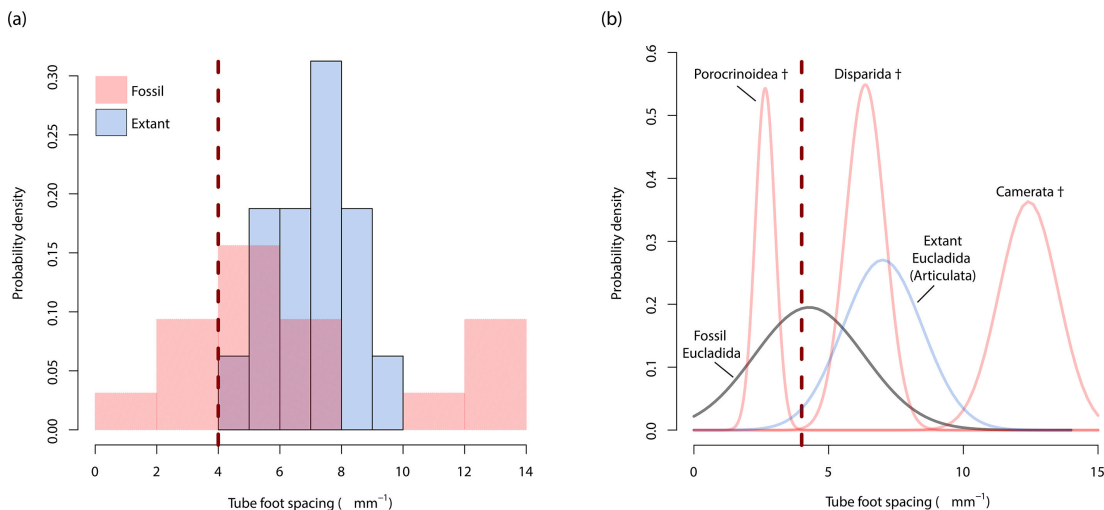 (a)
0.30
0.25
0.20
0.15
0.10
0.05
0.00
Probability density
Fossil
Extant
0 2 4 6 8 10 12 14
Tube foot spacing ( mm⁻¹)
(b)
0.6
0.5
0.4
0.3
0.2
0.1
0.0
Probability density
Porocrinoidea †
Disparida †
Camerata †
Extant
Eucladida
(Articulata)
Fossil
Eucladida
0 5 10 15
Tube foot spacing ( mm⁻¹)